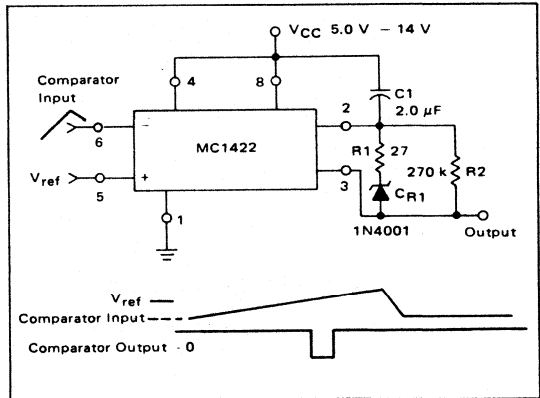 VCC 5.0 V – 14 V
Comparator
Input
4
8
C1
2.0 µF
2
6
–
MC1422
R1
27
270 k
R2
Vref
5
+
3
CR1
1
1N4001
Output
Vref
Comparator Input
Comparator Output - 0